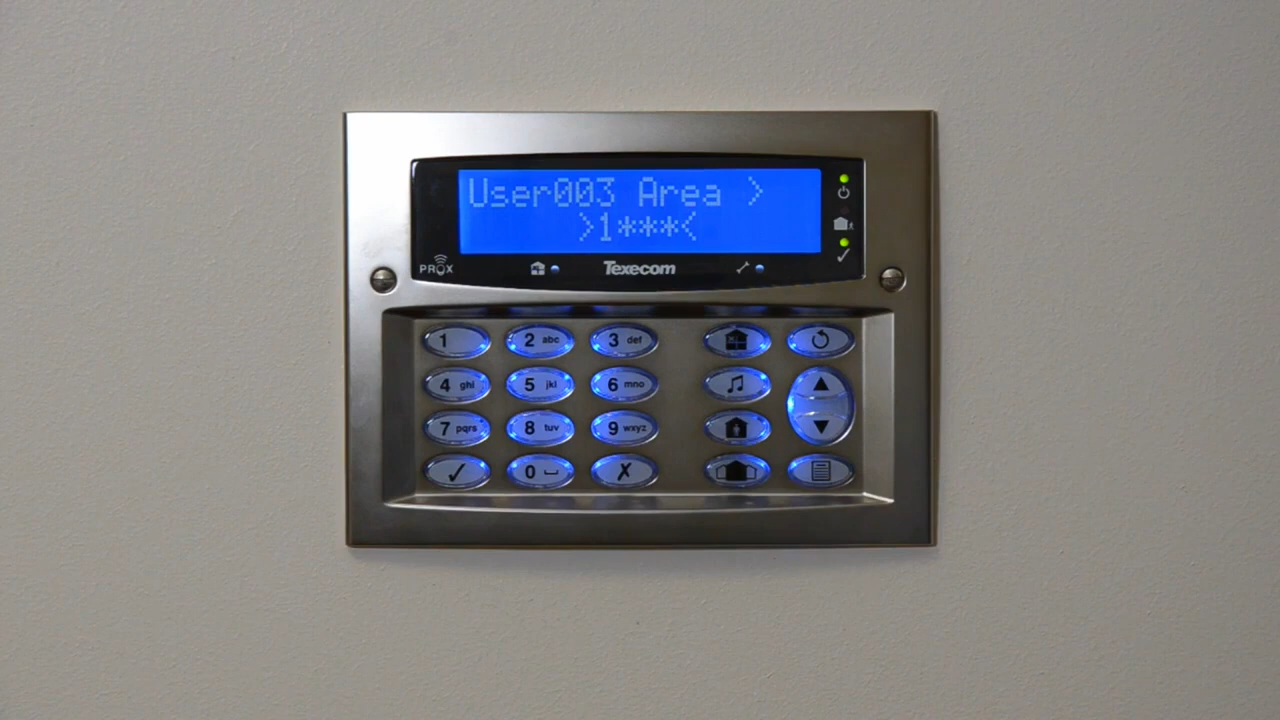 User003 Area >
>1***<
PROX
Texecom
1
2 abc
3 def
4 ghi
5 jkl
6 mno
7 pqrs
8 tuv
9 wxyz
0